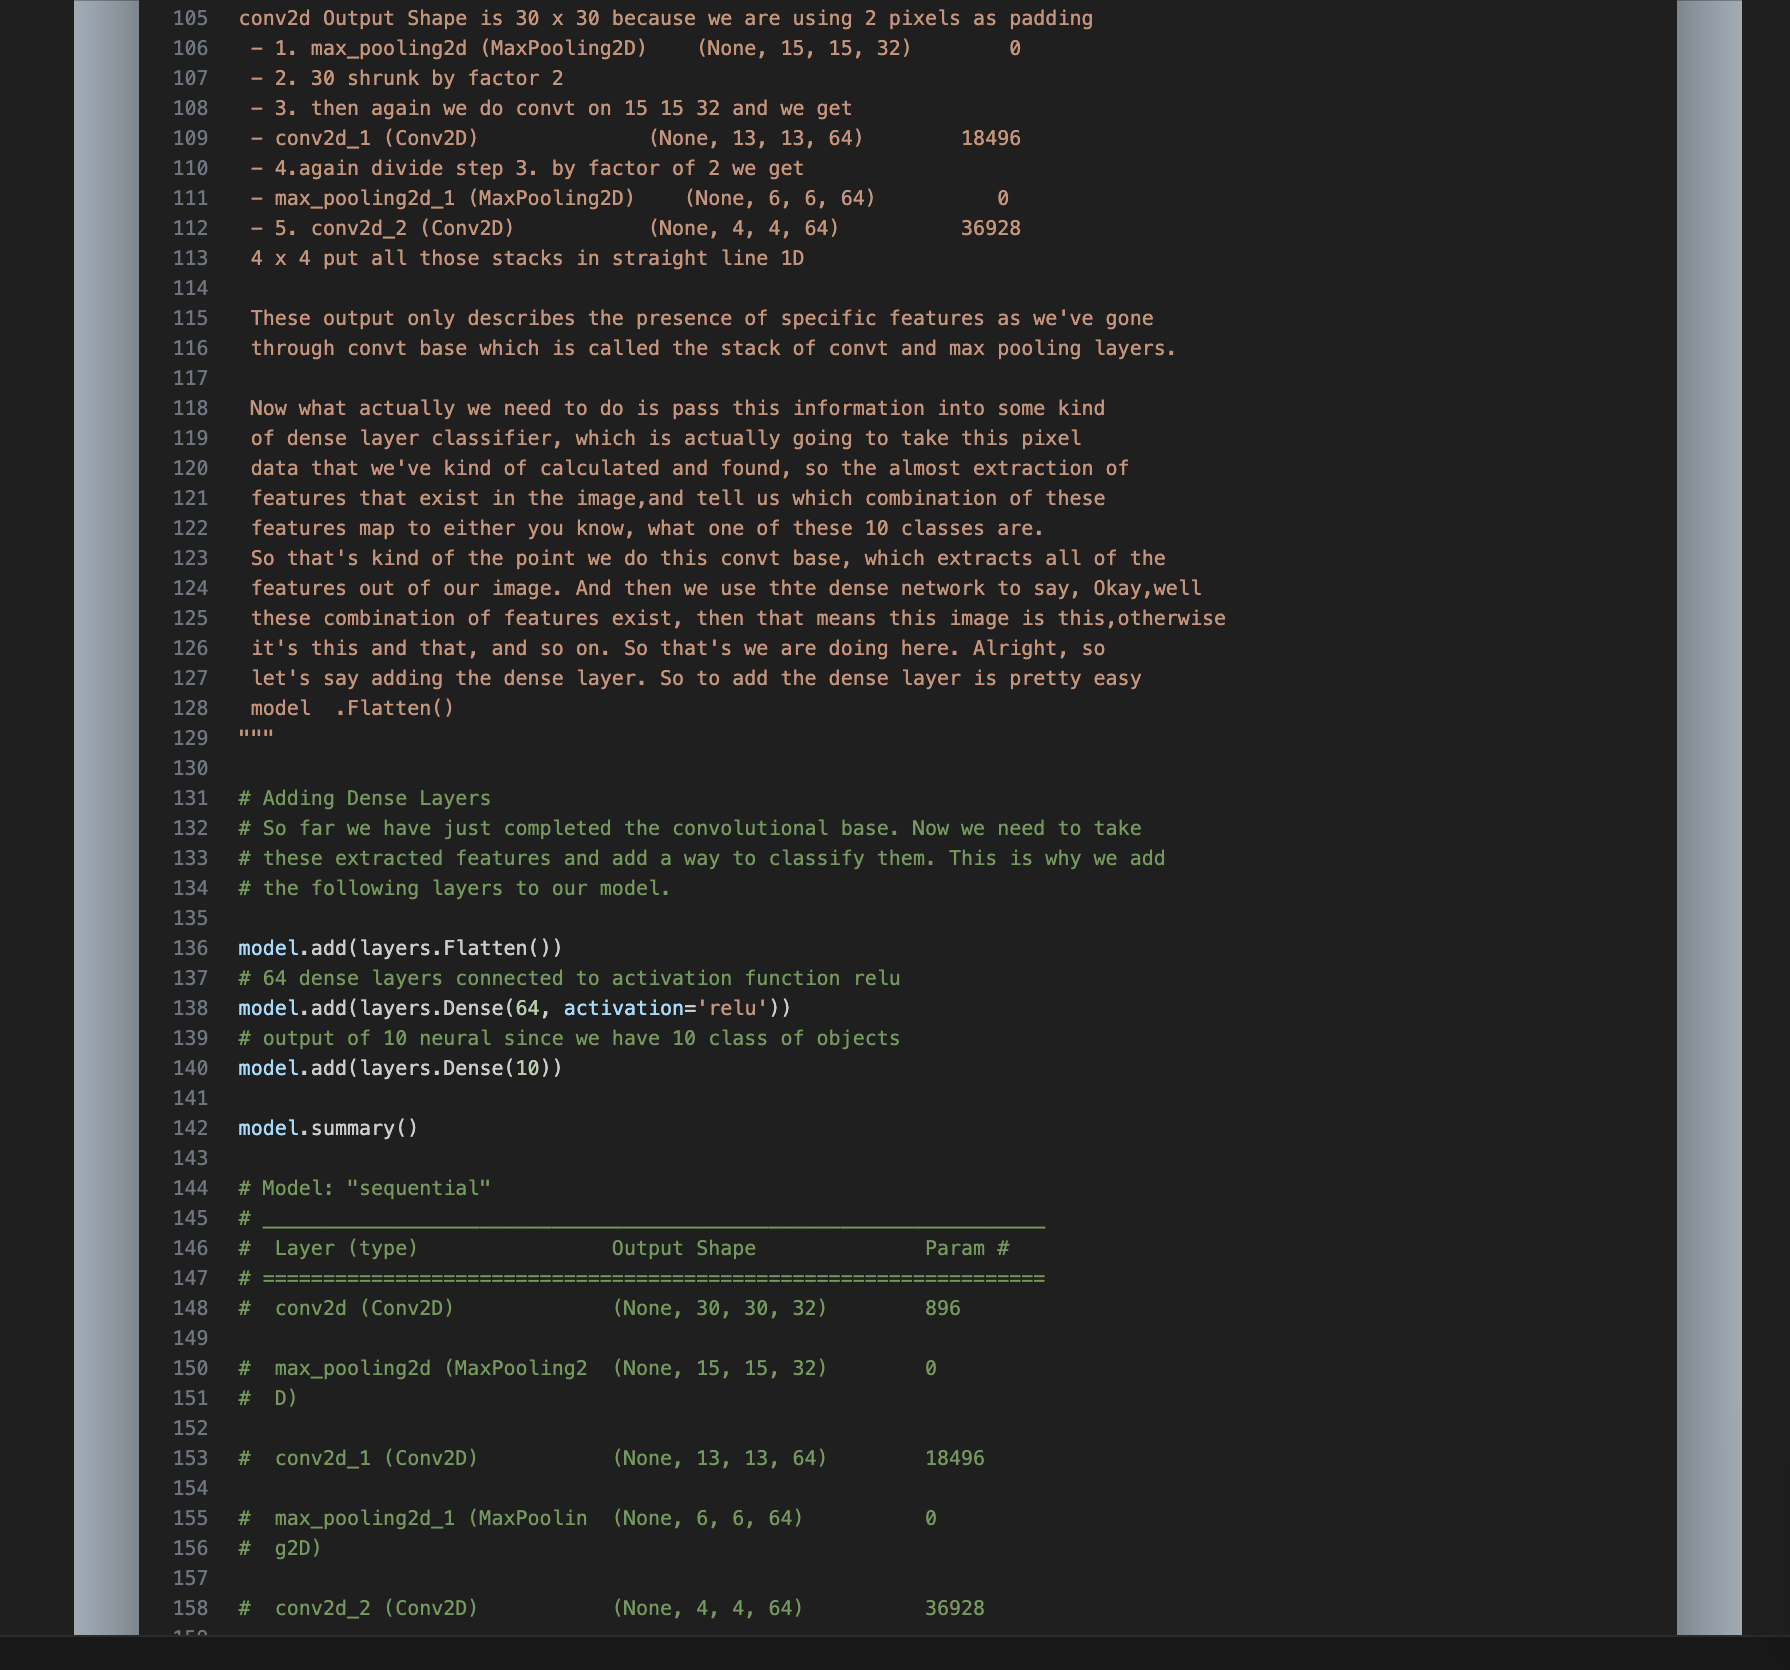 105 conv2d Output Shape is 30 x 30 because we are using 2 pixels as padding
106 - 1. max_pooling2d (MaxPooling2D)    (None, 15, 15, 32)        0
107 - 2. 30 shrunk by factor 2
108 - 3. then again we do convt on 15 15 32 and we get
109 - conv2d_1 (Conv2D)              (None, 13, 13, 64)        18496
110 - 4.again divide step 3. by factor of 2 we get
111 - max_pooling2d_1 (MaxPooling2D)    (None, 6, 6, 64)          0
112 - 5. conv2d_2 (Conv2D)           (None, 4, 4, 64)          36928
113 4 x 4 put all those stacks in straight line 1D
114
115 These output only describes the presence of specific features as we've gone
116 through convt base which is called the stack of convt and max pooling layers.
117
118 Now what actually we need to do is pass this information into some kind
119 of dense layer classifier, which is actually going to take this pixel
120 data that we've kind of calculated and found, so the almost extraction of
121 features that exist in the image,and tell us which combination of these
122 features map to either you know, what one of these 10 classes are.
123 So that's kind of the point we do this convt base, which extracts all of the
124 features out of our image. And then we use thte dense network to say, Okay,well
125 these combination of features exist, then that means this image is this,otherwise
126 it's this and that, and so on. So that's we are doing here. Alright, so
127 let's say adding the dense layer. So to add the dense layer is pretty easy
128 model  .Flatten()
129 """
130
131 # Adding Dense Layers
132 # So far we have just completed the convolutional base. Now we need to take
133 # these extracted features and add a way to classify them. This is why we add
134 # the following layers to our model.
135
136 model.add(layers.Flatten())
137 # 64 dense layers connected to activation function relu
138 model.add(layers.Dense(64, activation='relu'))
139 # output of 10 neural since we have 10 class of objects
140 model.add(layers.Dense(10))
141
142 model.summary()
143
144 # Model: "sequential"
145 # _________________________________________________________________
146 #  Layer (type)                Output Shape              Param #
147 # =================================================================
148 #  conv2d (Conv2D)             (None, 30, 30, 32)        896
149
150 #  max_pooling2d (MaxPooling2  (None, 15, 15, 32)        0
151 #  D)
152
153 #  conv2d_1 (Conv2D)           (None, 13, 13, 64)        18496
154
155 #  max_pooling2d_1 (MaxPoolin  (None, 6, 6, 64)          0
156 #  g2D)
157
158 #  conv2d_2 (Conv2D)           (None, 4, 4, 64)          36928